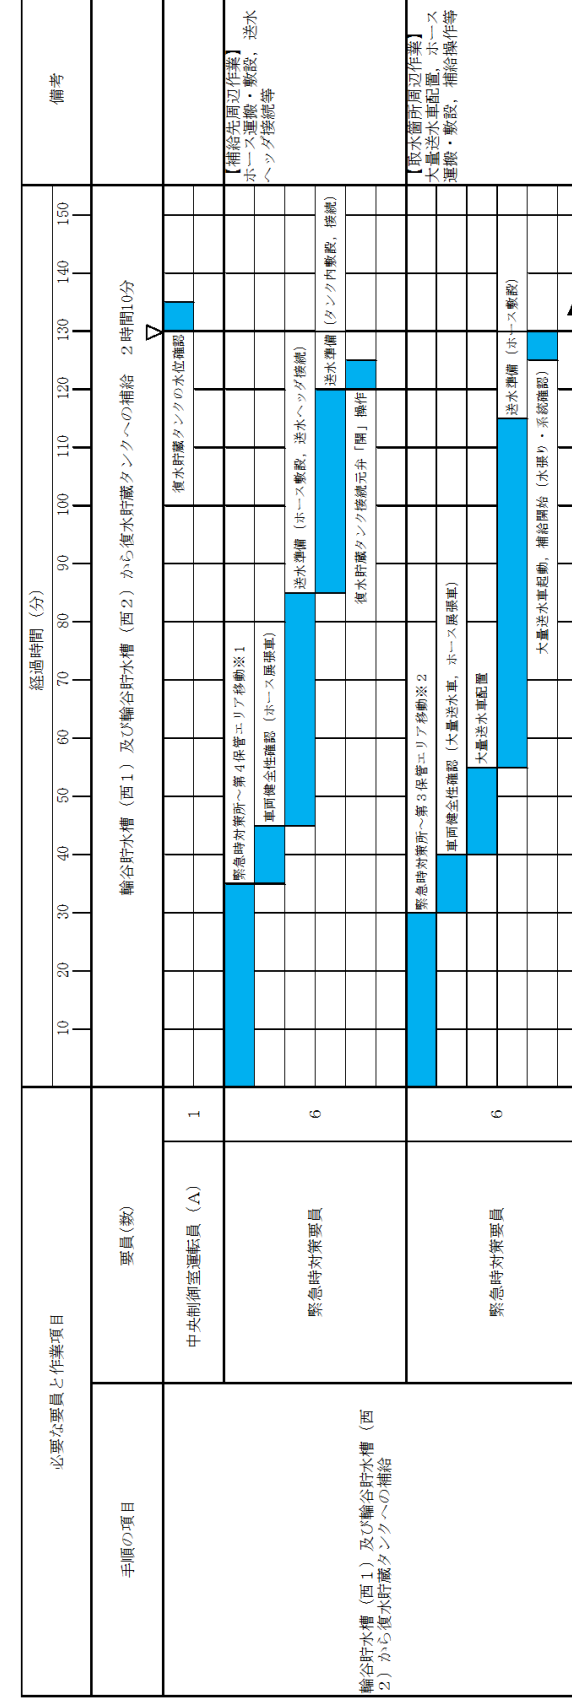 必要な要員と作業項目
経過時間（分）
備考
10 20 30 40 50 60 70 80 90 100 110 120 130 140 150
手順の項目
要員(数)
輪谷貯水槽（西１）及び輪谷貯水槽（西２）から復水貯蔵タンクへの補給　２時間10分
▽
輪谷貯水槽（西１）及び輪谷貯水槽（西
２）から復水貯蔵タンクへの補給
中央制御室運転員（A）
1
復水貯蔵タンクの水位確認
緊急時対策要員
6
緊急時対策所～第４保管エリア移動※１
車両健全性確認（ホース展張車）
送水準備（ホース敷設，送水ヘッダ接続）
送水準備（タンク内敷設，接続）
復水貯蔵タンク接続元弁「開」操作
【補給先周辺作業】
ホース運搬・敷設，送水
ヘッダ接続等
緊急時対策要員
6
緊急時対策所～第３保管エリア移動※２
車両健全性確認（大量送水車，ホース展張車）
大量送水車配置
送水準備（ホース敷設）
大量送水車起動，補給開始（水張り・系統確認）
【取水箇所周辺作業】
大量送水車配置，ホース
運搬・敷設，補給操作等